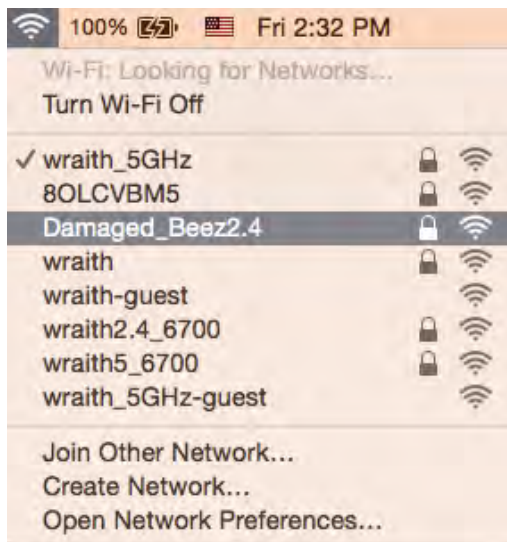 100% Fri 2:32 PM
Wi-Fi: Looking for Networks...
Turn Wi-Fi Off
✓ wraith_5GHz
8OLCVBM5
Damaged_Beez2.4
wraith
wraith-guest
wraith2.4_6700
wraith5_6700
wraith_5GHz-guest
Join Other Network...
Create Network...
Open Network Preferences...